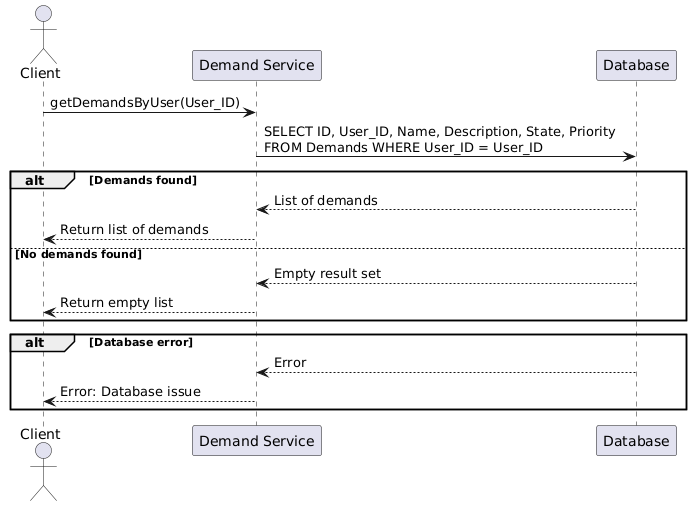 Client
Demand Service
Database
getDemandsByUser(User_ID)
SELECT ID, User_ID, Name, Description, State, Priority
FROM Demands WHERE User_ID = User_ID
alt [Demands found]
List of demands
Return list of demands
[No demands found]
Empty result set
Return empty list
alt [Database error]
Error
Error: Database issue
Client
Demand Service
Database